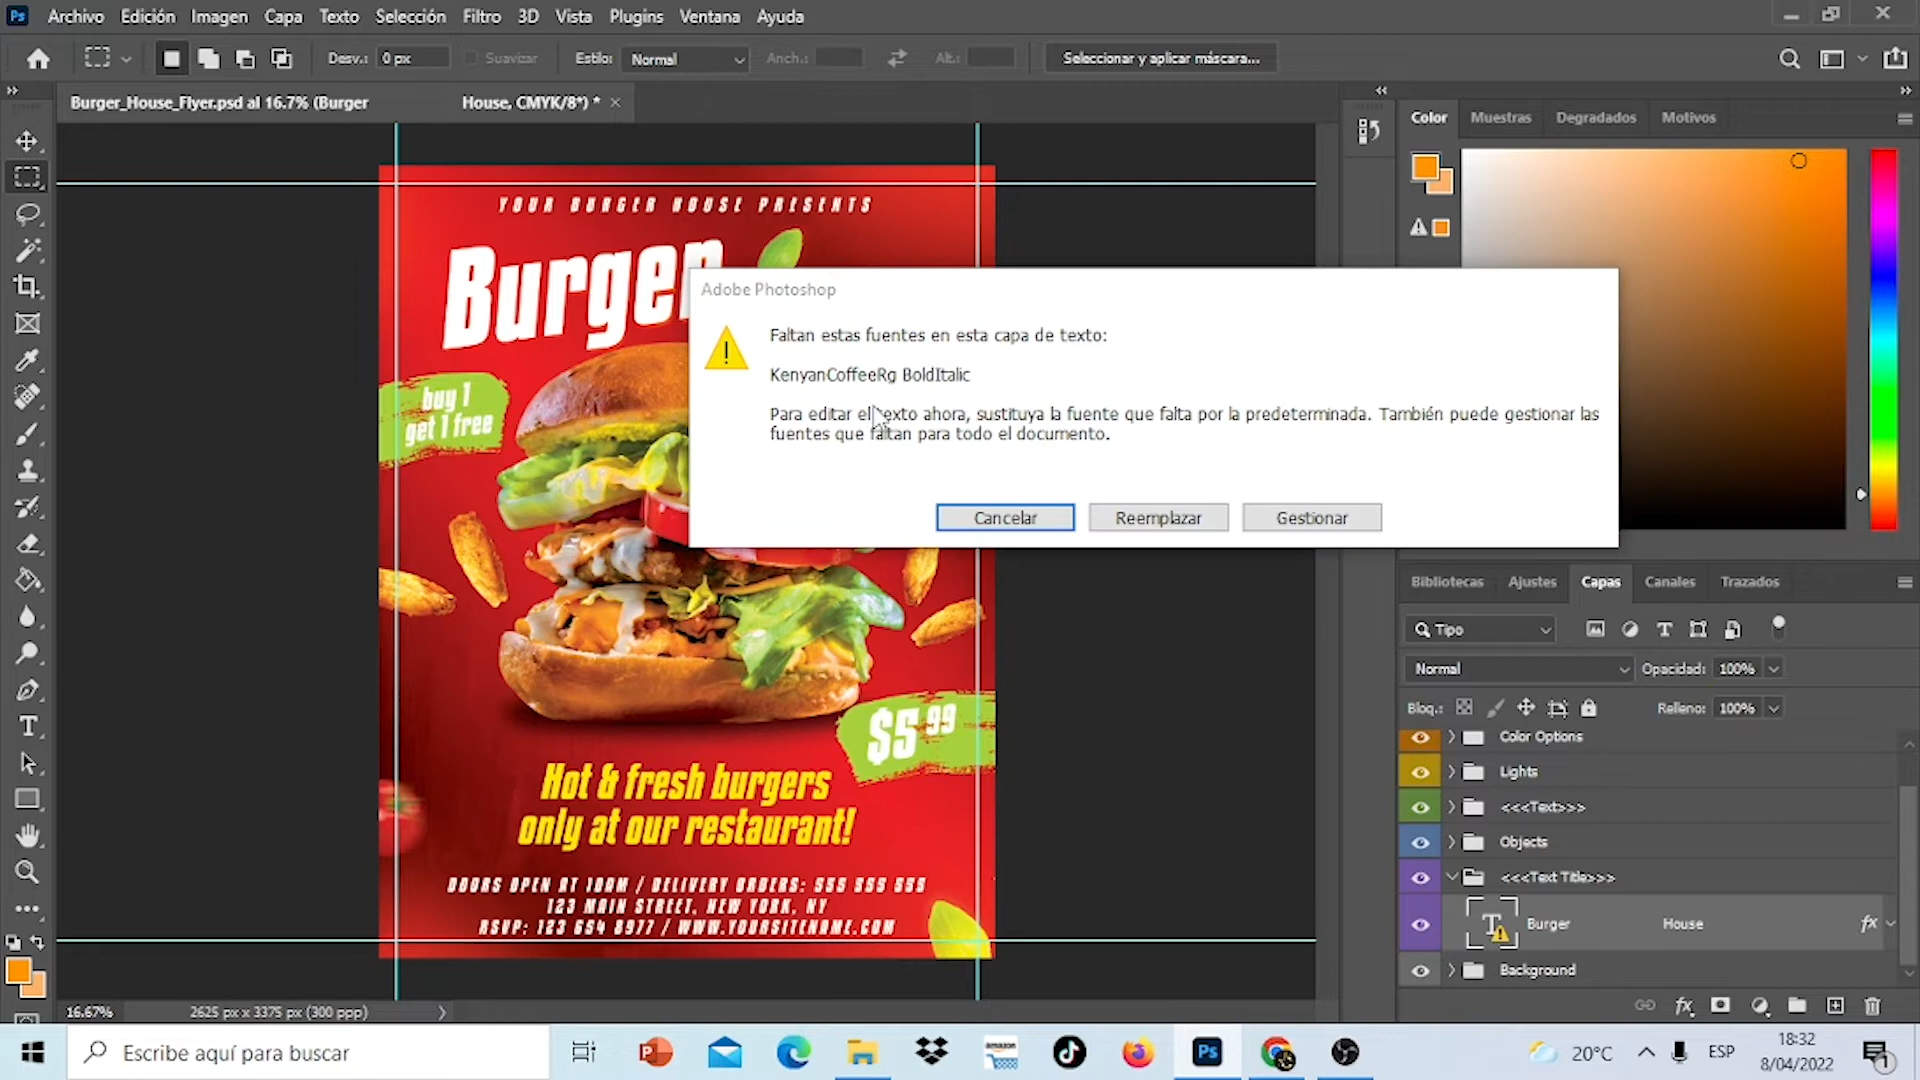 Ps Archivo Edición Imagen Capa Texto Selección Filtro 3D Vista Plugins Ventana Ayuda
Desv.: 0 px Suavizar Estilo: Normal Anch.: Alt.: Seleccionar y aplicar máscara...
Burger_House_Flyer.psd al 16.7% (Burger House, CMYK/8*) * ×
Color Muestras Degradados Motivos
YOUR BURGER HOUSE PRESENTS
Burger
buy 1
get 1 free
$5 99
Hot & fresh burgers
only at our restaurant!
DOORS OPEN AT 10AM / DELIVERY ORDERS: 555 555 555
123 MAIN STREET, NEW YORK, NY
RSVP: 123 654 8977 / WWW.YOURSITENAME.COM
Adobe Photoshop
Faltan estas fuentes en esta capa de texto:
KenyanCoffeeRg BoldItalic
Para editar el texto ahora, sustituya la fuente que falta por la predeterminada. También puede gestionar las
fuentes que faltan para todo el documento.
Cancelar Reemplazar Gestionar
Bibliotecas Ajustes Capas Canales Trazados
Tipo
Normal Opacidad: 100%
Bloq.: Relleno: 100%
Color Options
Lights
<<<Text>>>
Objects
<<<Text Title>>>
Burger House fx
Background
fx
16.67% 2625 px x 3375 px (300 ppp)
Escribe aquí para buscar
amazon
Ps
20°C
ESP
18:32
8/04/2022
1